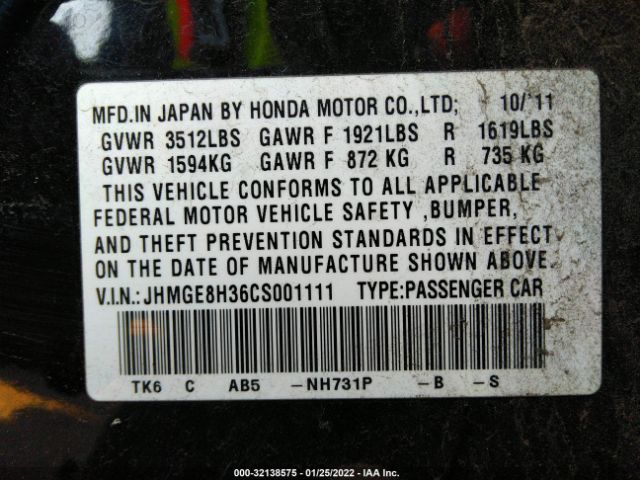 MFD.IN JAPAN BY HONDA MOTOR CO.,LTD; 10/'11
GVWR 3512LBS GAWR F 1921LBS R 1619LBS
GVWR 1594KG GAWR F 872 KG R 735 KG
THIS VEHICLE CONFORMS TO ALL APPLICABLE
FEDERAL MOTOR VEHICLE SAFETY ,BUMPER,
AND THEFT PREVENTION STANDARDS IN EFFECT
ON THE DATE OF MANUFACTURE SHOWN ABOVE.
V.I.N.: JHMGE8H36CS001111 TYPE:PASSENGER CAR
TK6 C AB5 -NH731P -B -S
000-32138575 - 01/25/2022 - IAA Inc.